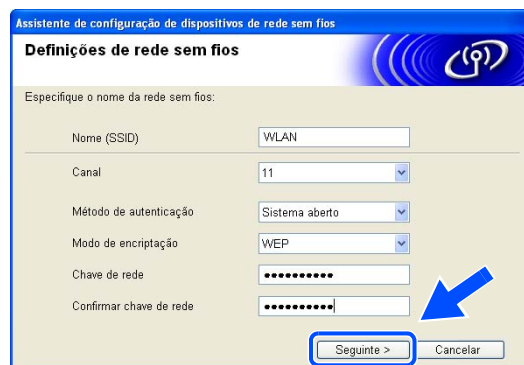 Assistente de configuração de dispositivos de rede sem fios
Definições de rede sem fios
Especifique o nome da rede sem fios:
Nome (SSID) WLAN
Canal 11
Método de autenticação Sistema aberto
Modo de encriptação WEP
Chave de rede ••••••••••
Confirmar chave de rede ••••••••••
Seguinte > Cancelar